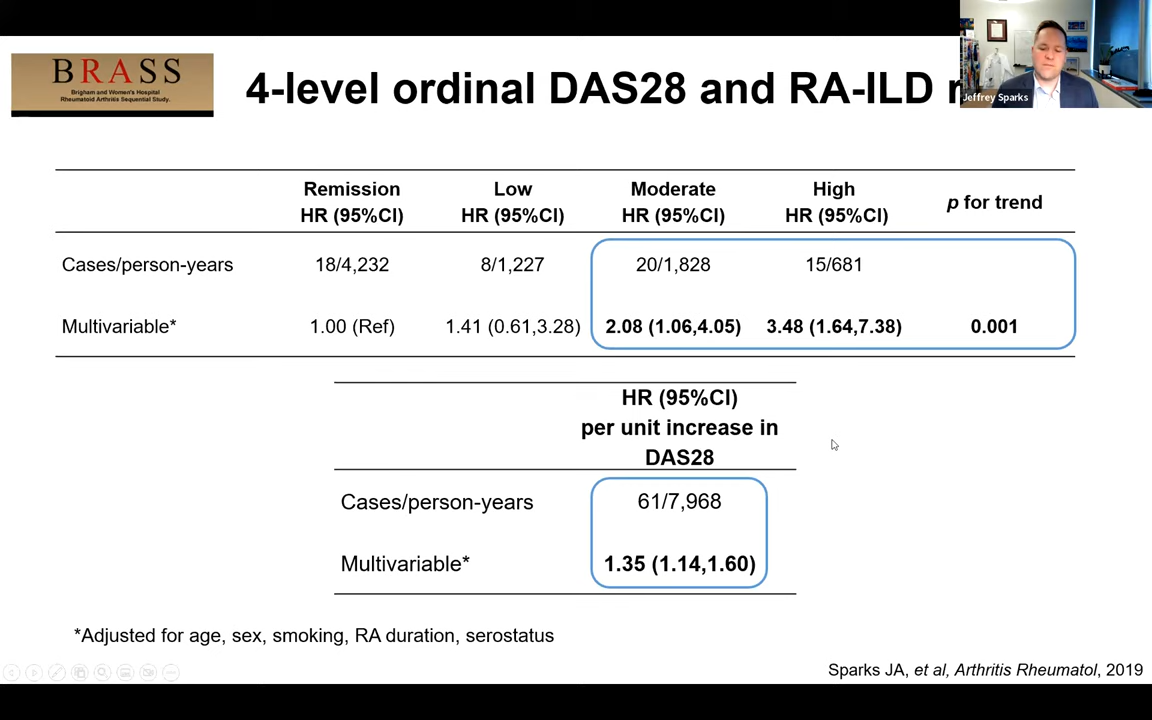 BRASS
Brigham and Women's Hospital
Rheumatoid Arthritis Sequential Study.
4-level ordinal DAS28 and RA-ILD
Jeffrey Sparks
Remission Low Moderate High
HR (95%CI) HR (95%CI) HR (95%CI) HR (95%CI) p for trend
Cases/person-years 18/4,232 8/1,227 20/1,828 15/681
Multivariable* 1.00 (Ref) 1.41 (0.61,3.28) 2.08 (1.06,4.05) 3.48 (1.64,7.38) 0.001
HR (95%CI)
per unit increase in
DAS28
Cases/person-years 61/7,968
Multivariable* 1.35 (1.14,1.60)
*Adjusted for age, sex, smoking, RA duration, serostatus
Sparks JA, et al, Arthritis Rheumatol, 2019